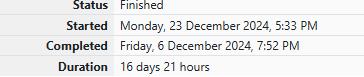 Status Finished
Started Monday, 23 December 2024, 5:33 PM
Completed Friday, 6 December 2024, 7:52 PM
Duration 16 days 21 hours